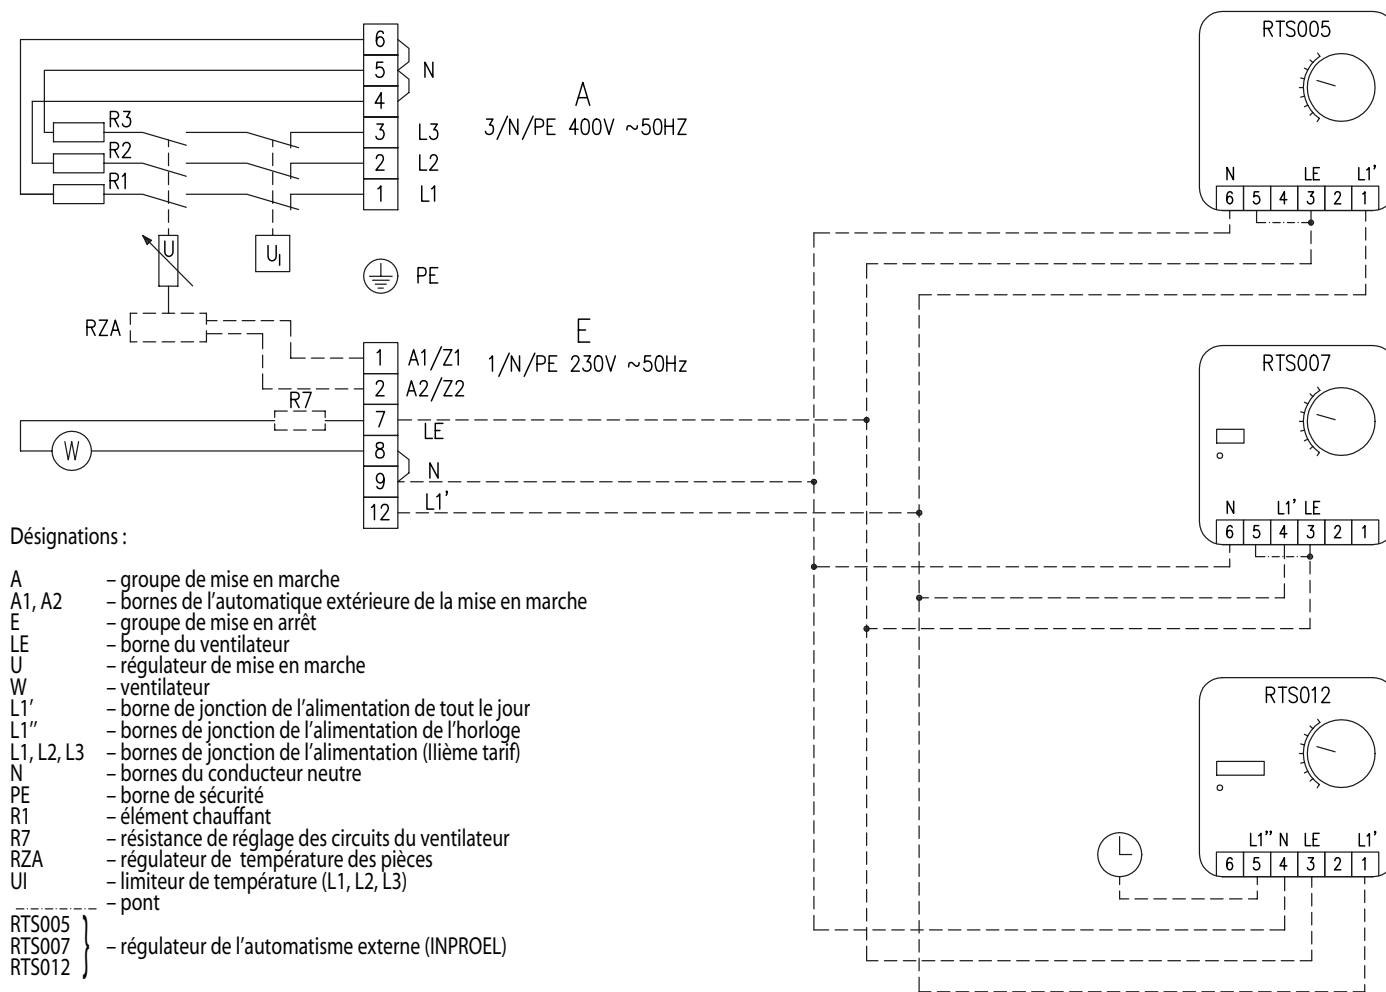 6
5 N
4
A
3/N/PE 400V ~50HZ
R3 3 L3
R2 2 L2
R1 1 L1
U
UI
PE
RZA
E
1/N/PE 230V ~50Hz
1 A1/Z1
2 A2/Z2
R7
7
LE
W
8
9 N
12 L1’
RTS005
N LE L1’
6 5 4 3 2 1
RTS007
N L1’ LE
6 5 4 3 2 1
RTS012
L1” N LE L1’
6 5 4 3 2 1
Désignations :
A – groupe de mise en marche
A1, A2 – bornes de l’automatique extérieure de la mise en marche
E – groupe de mise en arrêt
LE – borne du ventilateur
U – régulateur de mise en marche
W – ventilateur
L1’ – borne de jonction de l’alimentation de tout le jour
L1” – bornes de jonction de l’alimentation de l’horloge
L1, L2, L3 – bornes de jonction de l’alimentation (IIième tarif)
N – bornes du conducteur neutre
PE – borne de sécurité
R1 – élément chauffant
R7 – résistance de réglage des circuits du ventilateur
RZA – régulateur de température des pièces
UI – limiteur de température (L1, L2, L3)
– pont
RTS005
RTS007 – régulateur de l’automatisme externe (INPROEL)
RTS012